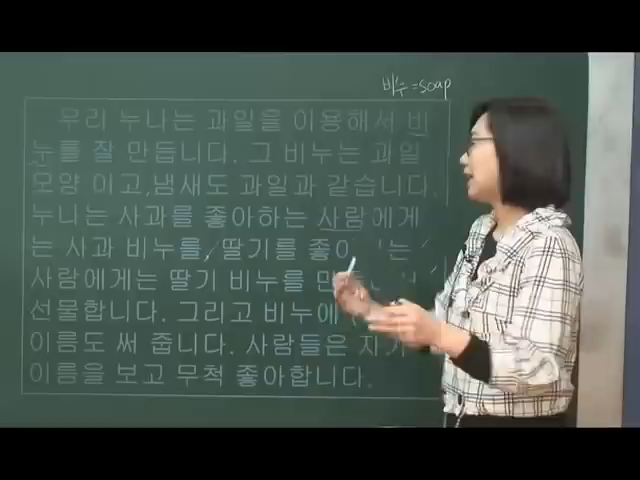 비누=soap
우리 누나는 과일을 이용해서 빈
눈를 잘 만듭니다. 그 비누는 과일
모양 이고,냄새도 과일과 같습니다.
누나는 사과를 좋아하는 사람에게
는 사과 비누를, 딸기를 좋아 는
사람에게는 딸기 비누를
선물합니다. 그리고 비누에
이름도 써 줍니다. 사람들은 자기
이름을 보고 무척 좋아합니다.